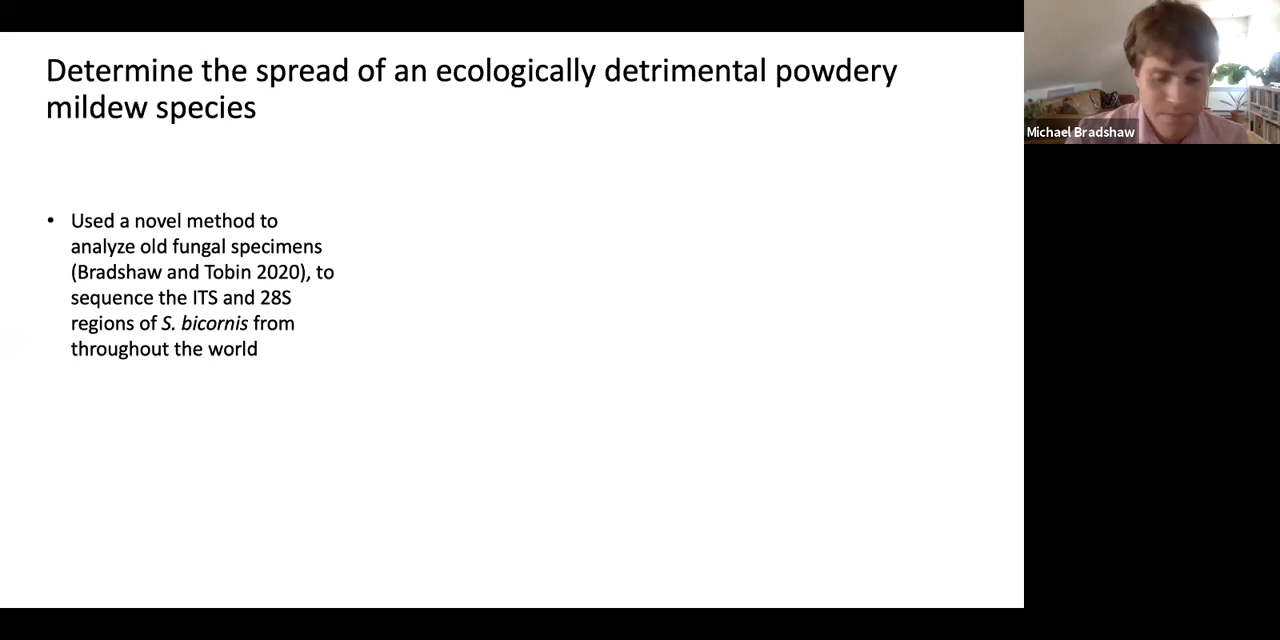 Determine the spread of an ecologically detrimental powdery
mildew species
• Used a novel method to
analyze old fungal specimens
(Bradshaw and Tobin 2020), to
sequence the ITS and 28S
regions of S. bicornis from
throughout the world
Michael Bradshaw